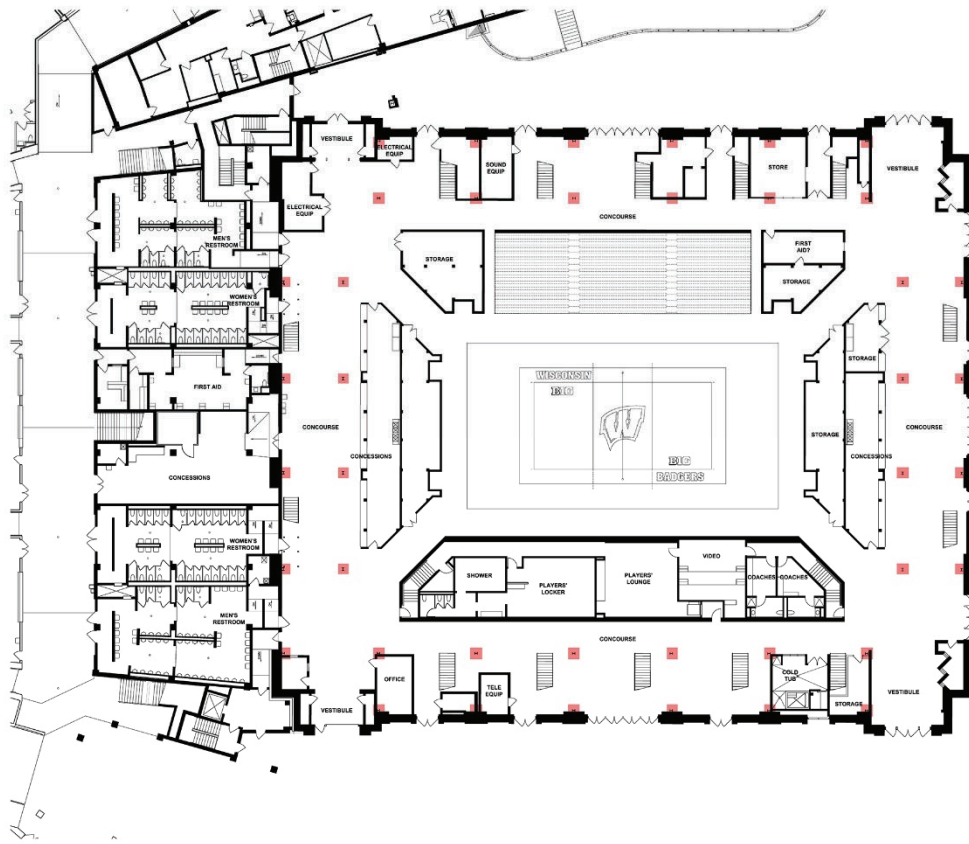 VESTIBULE
ELECTRICAL
EQUIP
SOUND
EQUIP
STORE
VESTIBULE
ELECTRICAL
EQUIP
CONCOURSE
MEN'S
RESTROOM
STORAGE
FIRST
AID?
STORAGE
WOMEN'S
RESTROOM
STORAGE
WISCONSIN
BIG
FIRST AID
CONCOURSE
STORAGE
CONCOURSE
CONCESSIONS
CONCESSIONS
BIG
BADGERS
CONCESSIONS
WOMEN'S
RESTROOM
VIDEO
SHOWER
PLAYERS'
LOCKER
PLAYERS'
LOUNGE
COACHES
COACHES
MEN'S
RESTROOM
CONCOURSE
OFFICE
TELE
EQUIP
COLD
TUB
STORAGE
VESTIBULE
VESTIBULE